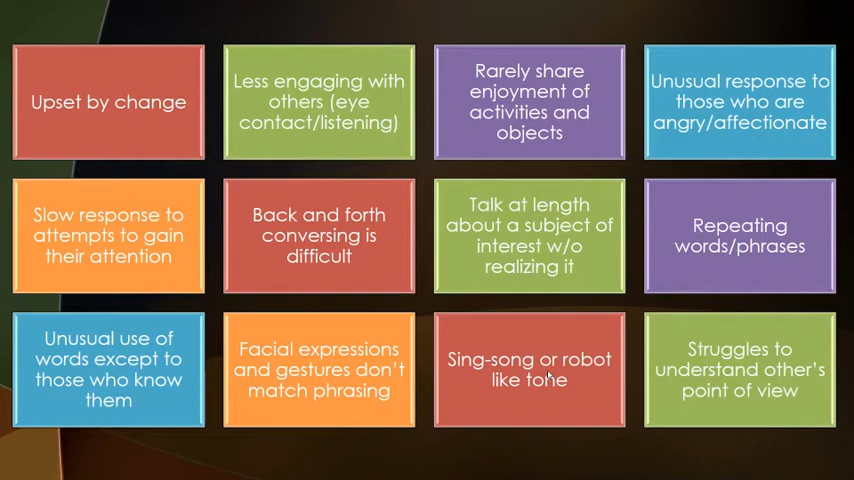 Upset by change
Less engaging with
others (eye
contact/listening)
Rarely share
enjoyment of
activities and
objects
Unusual response to
those who are
angry/affectionate
Slow response to
attempts to gain
their attention
Back and forth
conversing is
difficult
Talk at length
about a subject of
interest w/o
realizing it
Repeating
words/phrases
Unusual use of
words except to
those who know
them
Facial expressions
and gestures don't
match phrasing
Sing-song or robot
like tone
Struggles to
understand other's
point of view